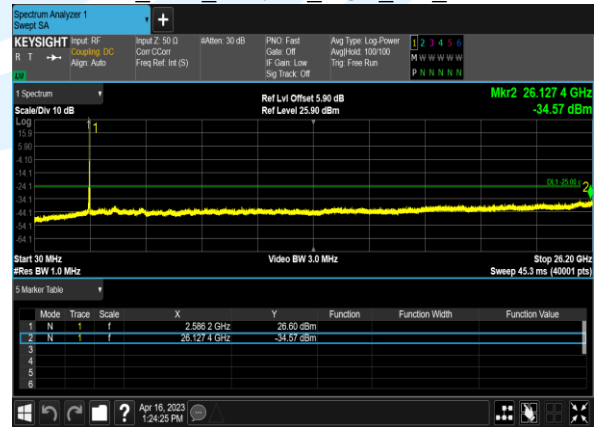 Spectrum Analyzer 1
Swept SA
+
KEYSIGHT Input: RF Input Z: 50 Ω #Atten: 30 dB PNO: Fast Avg Type: Log-Power 1 2 3 4 5 6
R T Coupling: DC Corr CCorr Gate: Off Avg|Hold: 100/100 M W W W W W
Align: Auto Freq Ref: Int (S) IF Gain: Low Trig: Free Run
Sig Track: Off P N N N N N
1 Spectrum Ref Lvl Offset 5.90 dB Mkr2 26.127 4 GHz
Scale/Div 10 dB Ref Level 25.90 dBm -34.57 dBm
Log
1
15.9
5.90
-4.10
-14.1
DL1 -25.00
-24.1
2
-34.1
-44.1
-54.1
-64.1
Start 30 MHz Video BW 3.0 MHz Stop 26.20 GHz
#Res BW 1.0 MHz Sweep 45.3 ms (40001 pts)
5 Marker Table
Mode Trace Scale X Y Function Function Width Function Value
1 N 1 f 2.586 2 GHz 26.60 dBm
2 N 1 f 26.127 4 GHz -34.57 dBm
3
4
5
6
? Apr 16, 2023
1:24:25 PM